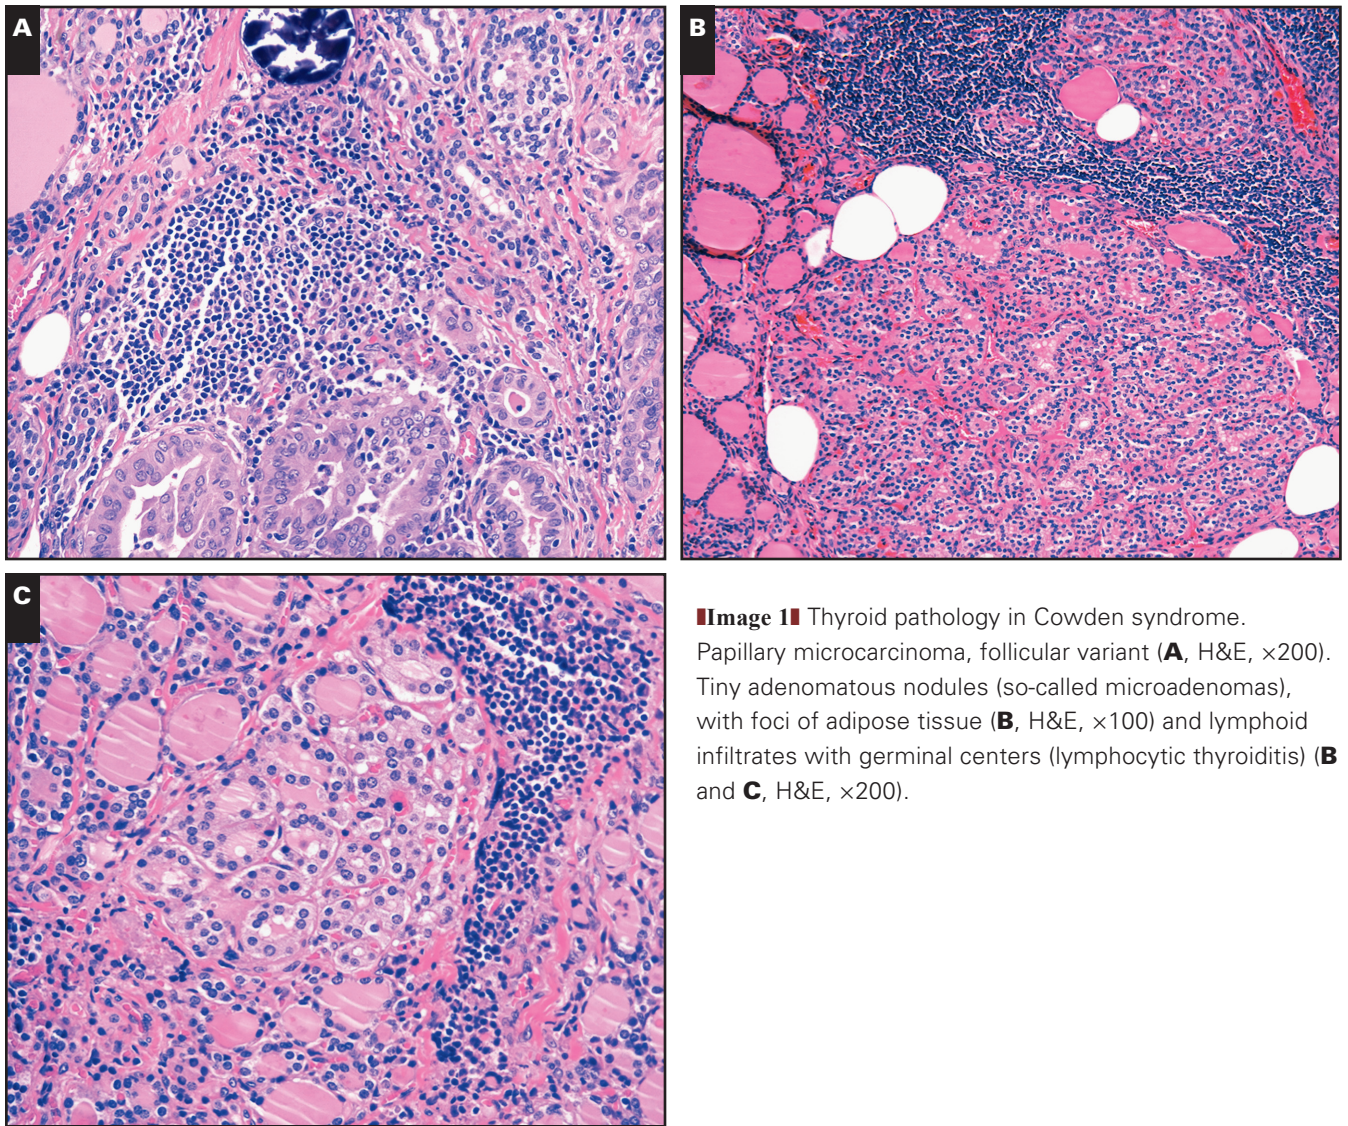 A
B
C
▮Image 1▮ Thyroid pathology in Cowden syndrome.
Papillary microcarcinoma, follicular variant (A, H&E, ×200).
Tiny adenomatous nodules (so-called microadenomas),
with foci of adipose tissue (B, H&E, ×100) and lymphoid
infiltrates with germinal centers (lymphocytic thyroiditis) (B
and C, H&E, ×200).